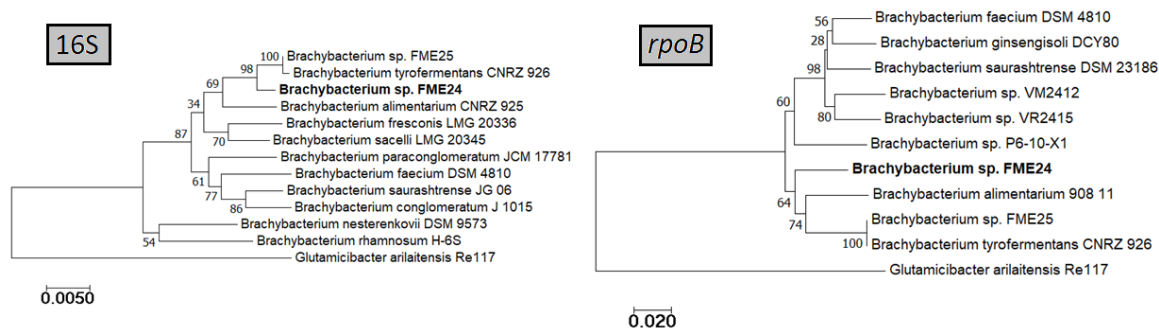 16S
Brachybacterium sp. FME25
Brachybacterium tyrofermentans CNRZ 926
Brachybacterium sp. FME24
Brachybacterium alimentarium CNRZ 925
Brachybacterium fresconis LMG 20336
Brachybacterium sacelli LMG 20345
Brachybacterium paraconglomeratum JCM 17781
Brachybacterium faecium DSM 4810
Brachybacterium saurashtrense JG 06
Brachybacterium conglomeratum J 1015
Brachybacterium nesterenkovii DSM 9573
Brachybacterium rhamnosum H-6S
Glutamicibacter arilaitensis Re117
100
98
69
34
70
87
61
77
86
54
0.0050
rpoB
Brachybacterium faecium DSM 4810
Brachybacterium ginsengisoli DCY80
Brachybacterium saurashtrense DSM 23186
Brachybacterium sp. VM2412
Brachybacterium sp. VR2415
Brachybacterium sp. P6-10-X1
Brachybacterium sp. FME24
Brachybacterium alimentarium 908 11
Brachybacterium sp. FME25
Brachybacterium tyrofermentans CNRZ 926
Glutamicibacter arilaitensis Re117
56
28
98
80
60
64
74
100
0.020